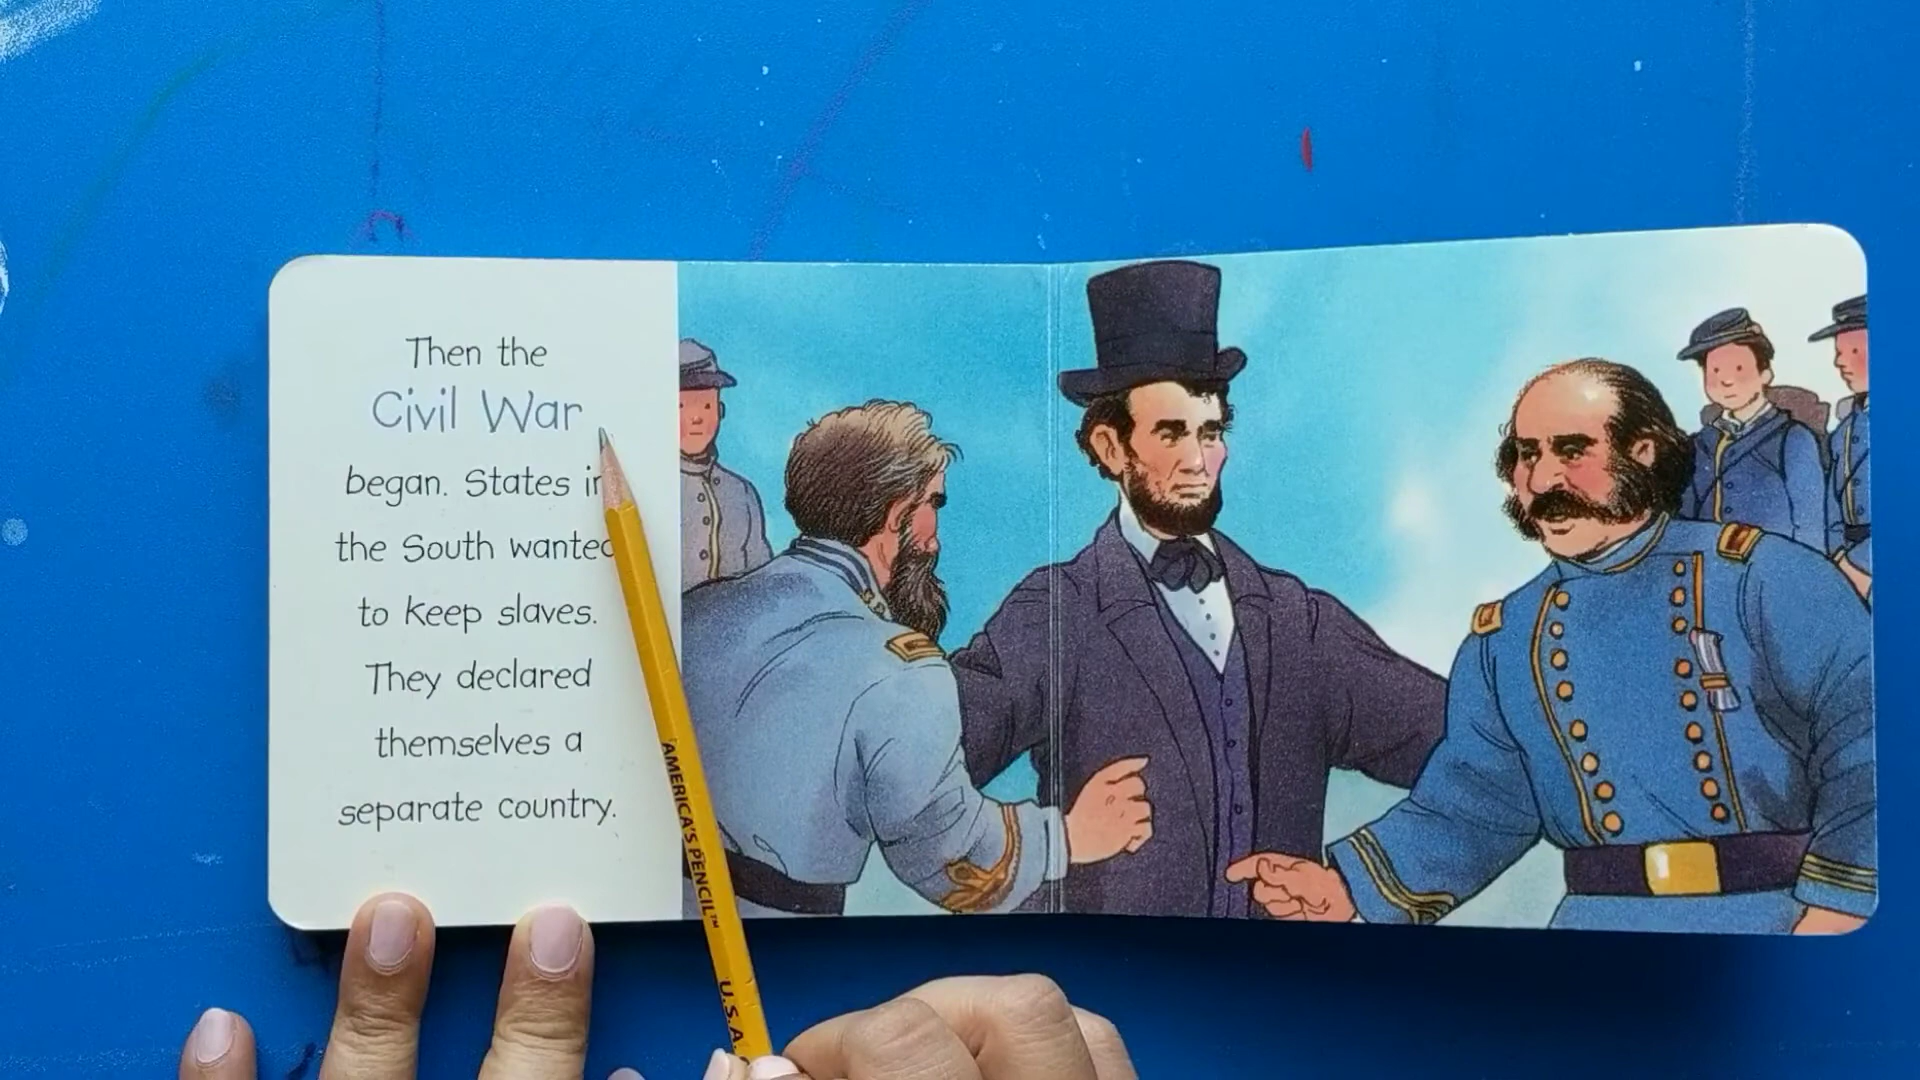 Then the
Civil War
began. States in
the South wanted
to keep slaves.
They declared
themselves a
separate country.
AMERICA'S PENCIL™
U.S.A.